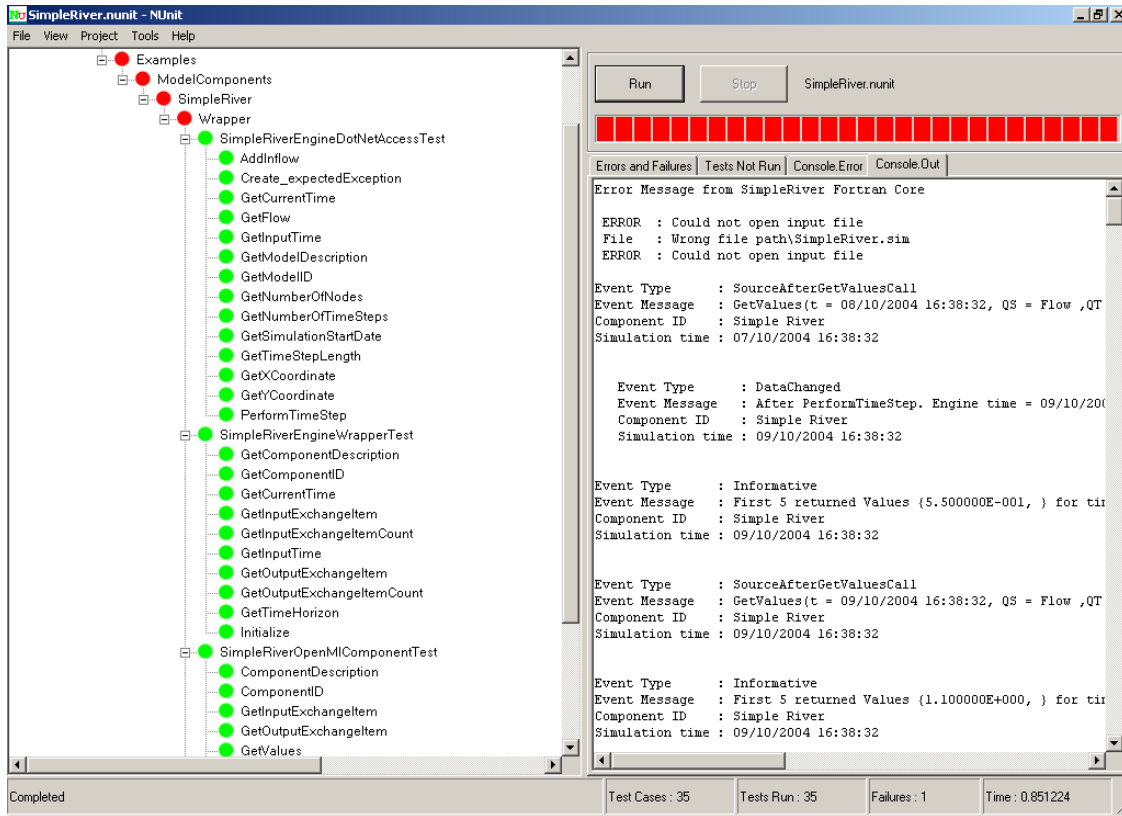 Nu SimpleRiver.nunit - NUnit
File View Project Tools Help
Examples
ModelComponents
SimpleRiver
Wrapper
SimpleRiverEngineDotNetAccessTest
AddInflow
Create_expectedException
GetCurrentTime
GetFlow
GetInputTime
GetModelDescription
GetModelID
GetNumberOfNodes
GetNumberOfTimeSteps
GetSimulationStartDate
GetTimeStepLength
GetXCoordinate
GetYCoordinate
PerformTimeStep
SimpleRiverEngineWrapperTest
GetComponentDescription
GetComponentID
GetCurrentTime
GetInputExchangeItem
GetInputExchangeItemCount
GetInputTime
GetOutputExchangeItem
GetOutputExchangeItemCount
GetTimeHorizon
Initialize
SimpleRiverOpenMIComponentTest
ComponentDescription
ComponentID
GetInputExchangeItem
GetOutputExchangeItem
GetValues
Run Stop SimpleRiver.nunit
Errors and Failures Tests Not Run Console.Error Console.Out
Error Message from SimpleRiver Fortran Core
ERROR : Could not open input file
File : Wrong file path\SimpleRiver.sim
ERROR : Could not open input file
Event Type : SourceAfterGetValuesCall
Event Message : GetValues(t = 08/10/2004 16:38:32, QS = Flow ,QT
Component ID : Simple River
Simulation time : 07/10/2004 16:38:32
Event Type : DataChanged
Event Message : After PerformTimeStep. Engine time = 09/10/200
Component ID : Simple River
Simulation time : 09/10/2004 16:38:32
Event Type : Informative
Event Message : First 5 returned Values {5.500000E-001, } for tim
Component ID : Simple River
Simulation time : 09/10/2004 16:38:32
Event Type : SourceAfterGetValuesCall
Event Message : GetValues(t = 09/10/2004 16:38:32, QS = Flow ,QT
Component ID : Simple River
Simulation time : 09/10/2004 16:38:32
Event Type : Informative
Event Message : First 5 returned Values {1.100000E+000, } for tim
Component ID : Simple River
Simulation time : 09/10/2004 16:38:32
Completed Test Cases : 35 Tests Run : 35 Failures : 1 Time : 0.851224